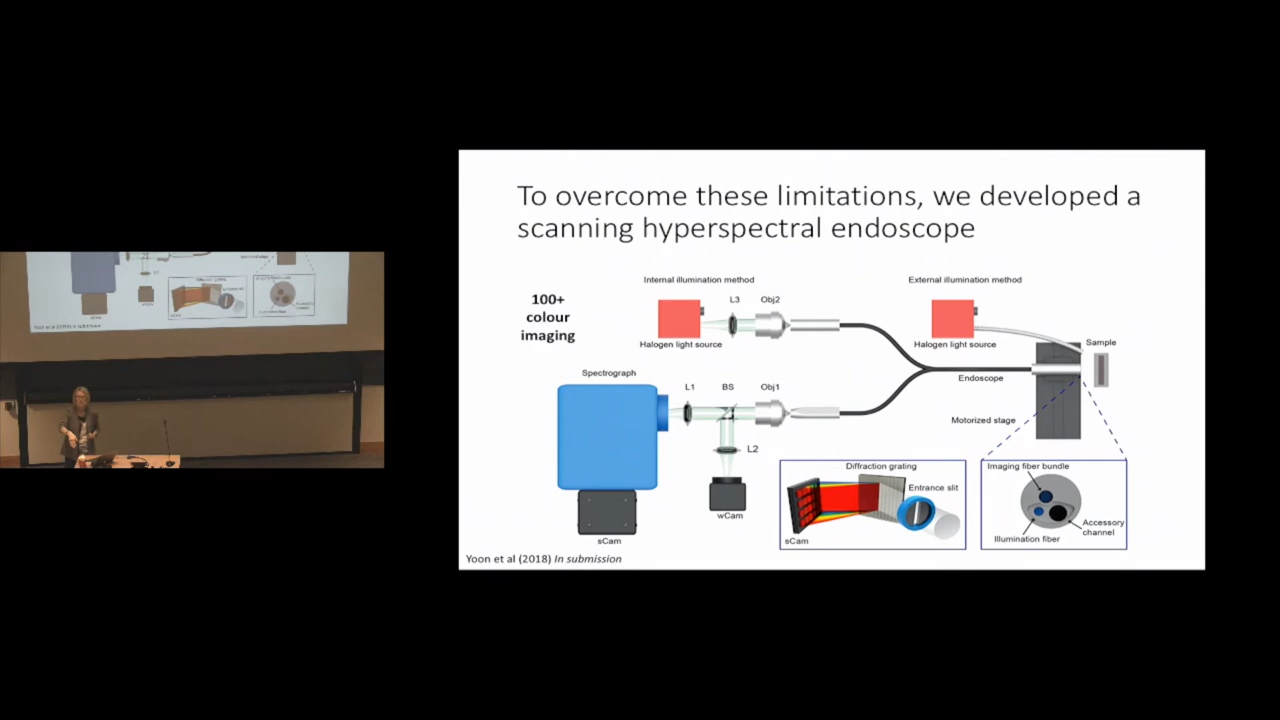 To overcome these limitations, we developed a
scanning hyperspectral endoscope
100+
colour
imaging
Internal illumination method
L3
Obj2
Halogen light source
External illumination method
Halogen light source
Sample
Endoscope
Motorized stage
Spectrograph
L1
BS
Obj1
L2
wCam
sCam
Diffraction grating
Entrance slit
sCam
Imaging fiber bundle
Accessory
channel
Illumination fiber
Yoon et al (2018) In submission